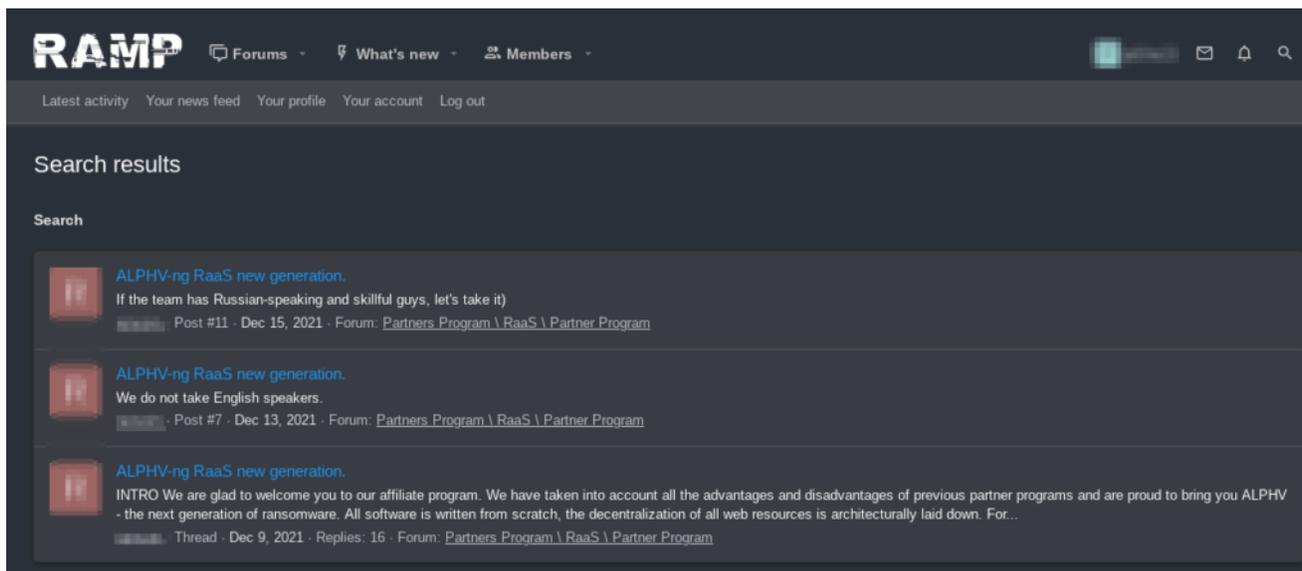 RAMP Forums What's new Members
Latest activity Your news feed Your profile Your account Log out
Search results
Search
ALPHV-ng RaaS new generation.
If the team has Russian-speaking and skillful guys, let's take it)
Post #11 · Dec 15, 2021 · Forum: Partners Program \ RaaS \ Partner Program
ALPHV-ng RaaS new generation.
We do not take English speakers.
· Post #7 · Dec 13, 2021 · Forum: Partners Program \ RaaS \ Partner Program
ALPHV-ng RaaS new generation.
INTRO We are glad to welcome you to our affiliate program. We have taken into account all the advantages and disadvantages of previous partner programs and are proud to bring you ALPHV
- the next generation of ransomware. All software is written from scratch, the decentralization of all web resources is architecturally laid down. For...
Thread · Dec 9, 2021 · Replies: 16 · Forum: Partners Program \ RaaS \ Partner Program